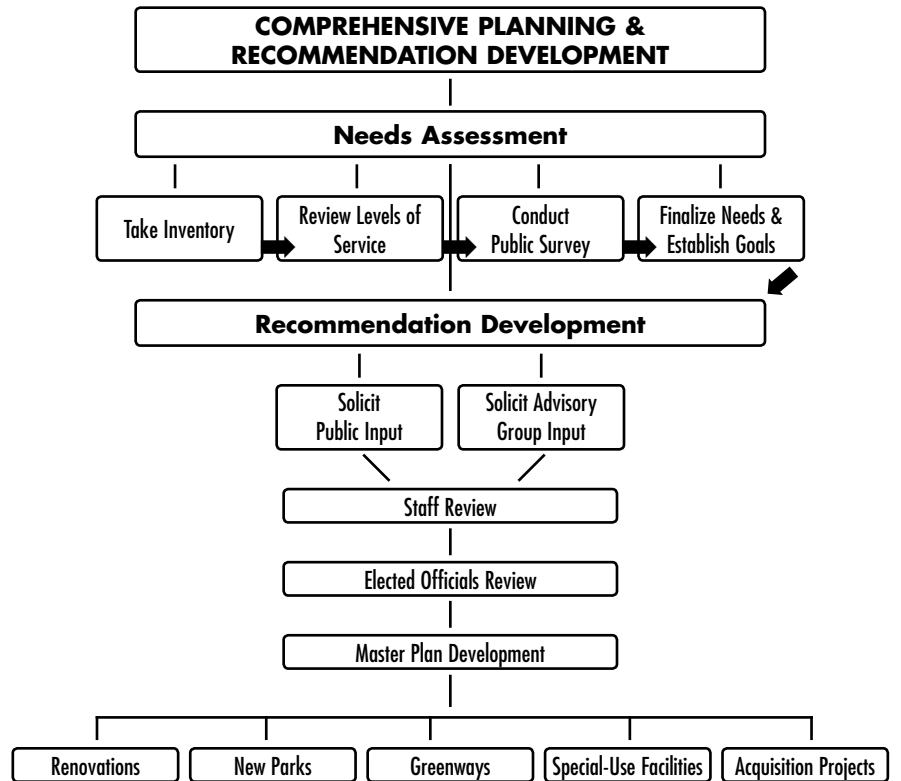 COMPREHENSIVE PLANNING &
RECOMMENDATION DEVELOPMENT
Needs Assessment
Take Inventory
Review Levels of
Service
Conduct
Public Survey
Finalize Needs &
Establish Goals
Recommendation Development
Solicit
Public Input
Solicit Advisory
Group Input
Staff Review
Elected Officials Review
Master Plan Development
Renovations
New Parks
Greenways
Special-Use Facilities
Acquisition Projects